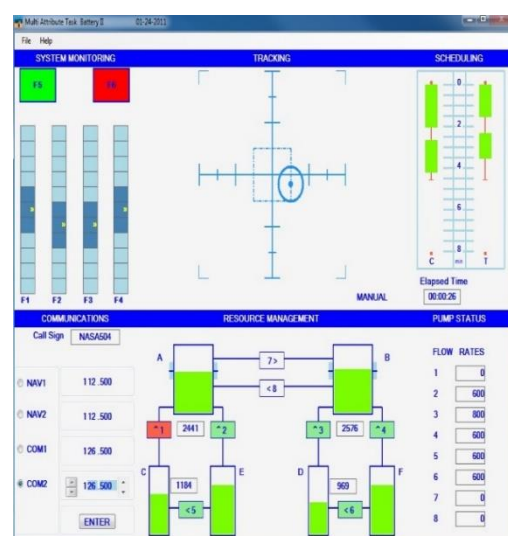 Multi Attribute Task Battery II 01-24-2011
File Help
SYSTEM MONITORING TRACKING SCHEDULING
F5 F6
0
2
4
6
8
C min T
F1 F2 F3 F4
MANUAL
Elapsed Time
00:00:26
COMMUNICATIONS RESOURCE MANAGEMENT PUMP STATUS
Call Sign NASA504
NAV1 112.500
NAV2 112.500
COM1 126.500
COM2 126.500
ENTER
A B
7>
<8
^1 2441 ^2 ^3 2576 ^4
C 1184 E D 969 F
<5 <6
FLOW RATES
1 0
2 600
3 800
4 600
5 600
6 600
7 0
8 0